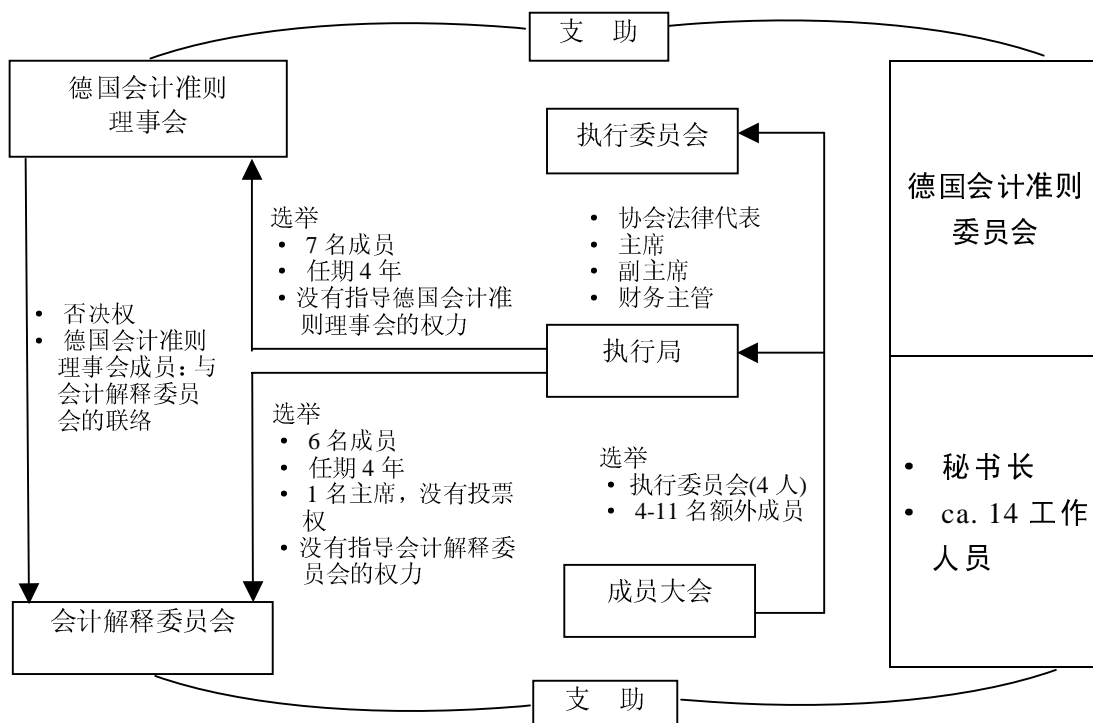 支 助
德国会计准则
理事会
执行委员会
德国会计准则
委员会
选举
• 7 名成员
• 任期 4 年
• 没有指导德国会计准
则理事会的权力
• 协会法律代表
• 主席
• 副主席
• 财务主管
• 否决权
• 德国会计准则
理事会成员：与
会计解释委员
会的联络
执行局
选举
• 6 名成员
• 任期 4 年
• 1 名主席，没有投票
权
• 没有指导会计解释委
员会的权力
选举
• 执行委员会(4 人)
• 4-11 名额外成员
• 秘书长
• ca. 14 工作
人员
成员大会
会计解释委员会
支 助